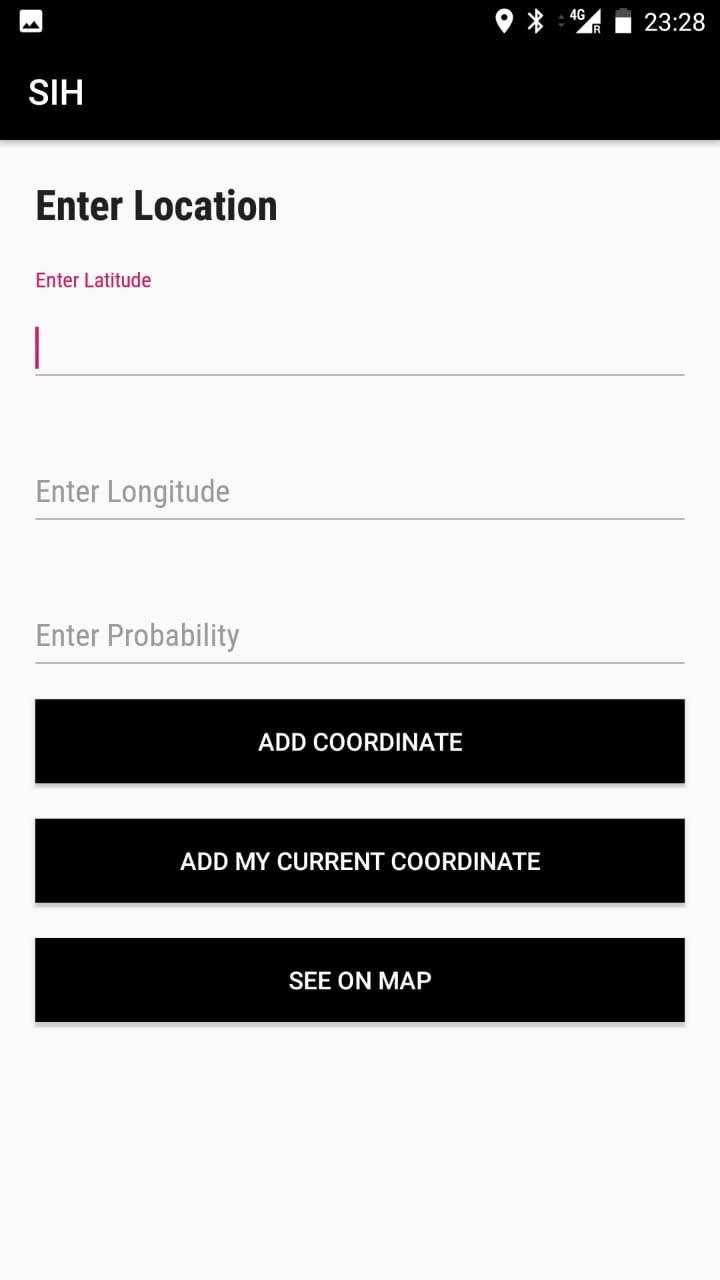 4G R 23:28
SIH
Enter Location
Enter Latitude
Enter Longitude
Enter Probability
ADD COORDINATE
ADD MY CURRENT COORDINATE
SEE ON MAP